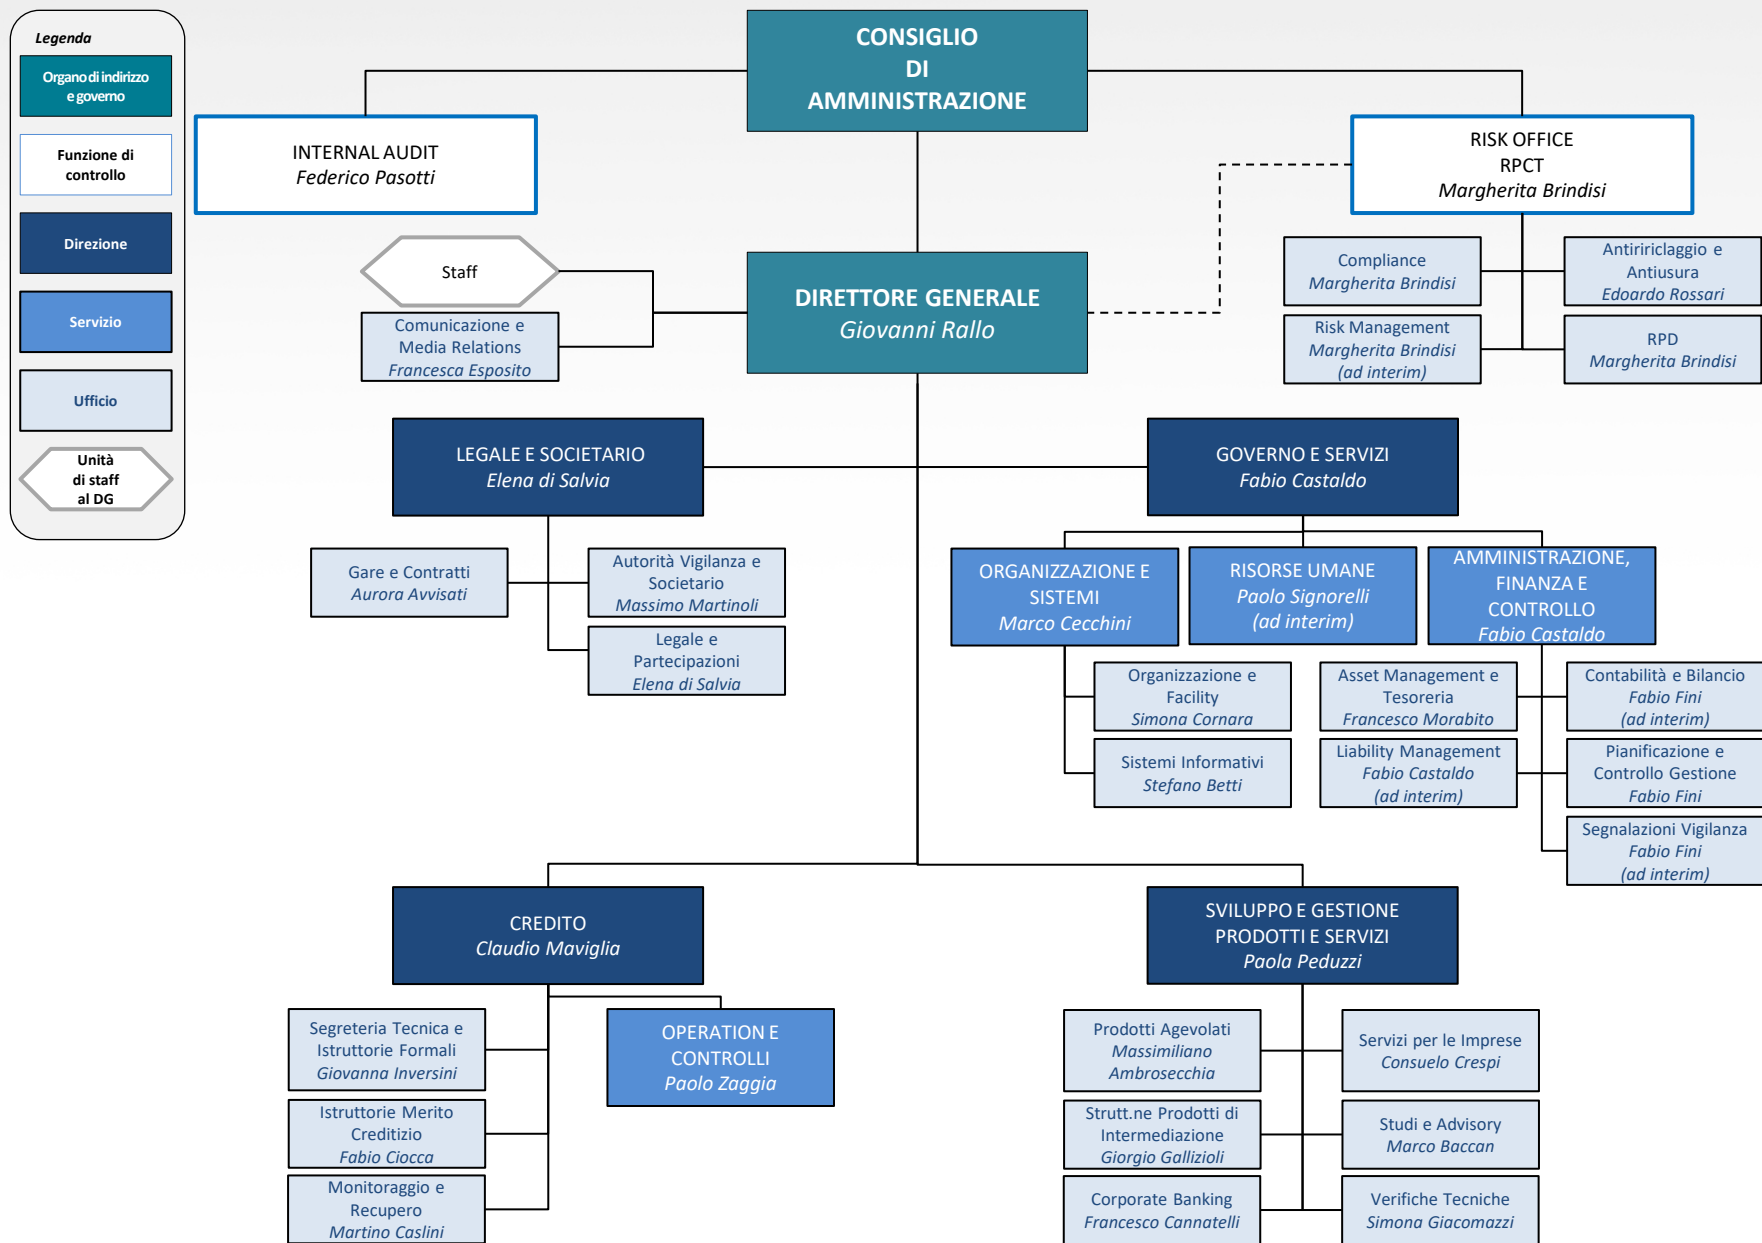 Legenda
Organo di indirizzo
e governo
Funzione di
controllo
Direzione
Servizio
Ufficio
Unità
di staff
al DG
CONSIGLIO
DI
AMMINISTRAZIONE
INTERNAL AUDIT
Federico Pasotti
RISK OFFICE
RPCT
Margherita Brindisi
Compliance
Margherita Brindisi
Antiririclaggio e
Antiusura
Edoardo Rossari
Risk Management
Margherita Brindisi
(ad interim)
RPD
Margherita Brindisi
Staff
Comunicazione e
Media Relations
Francesca Esposito
DIRETTORE GENERALE
Giovanni Rallo
LEGALE E SOCIETARIO
Elena di Salvia
Gare e Contratti
Aurora Avvisati
Autorità Vigilanza e
Societario
Massimo Martinoli
Legale e
Partecipazioni
Elena di Salvia
GOVERNO E SERVIZI
Fabio Castaldo
ORGANIZZAZIONE E
SISTEMI
Marco Cecchini
RISORSE UMANE
Paolo Signorelli
(ad interim)
AMMINISTRAZIONE,
FINANZA E
CONTROLLO
Fabio Castaldo
Organizzazione e
Facility
Simona Cornara
Sistemi Informativi
Stefano Betti
Asset Management e
Tesoreria
Francesco Morabito
Contabilità e Bilancio
Fabio Fini
(ad interim)
Liability Management
Fabio Castaldo
(ad interim)
Pianificazione e
Controllo Gestione
Fabio Fini
Segnalazioni Vigilanza
Fabio Fini
(ad interim)
CREDITO
Claudio Maviglia
Segreteria Tecnica e
Istruttorie Formali
Giovanna Inversini
OPERATION E
CONTROLLI
Paolo Zaggia
Istruttorie Merito
Creditizio
Fabio Ciocca
Monitoraggio e
Recupero
Martino Caslini
SVILUPPO E GESTIONE
PRODOTTI E SERVIZI
Paola Peduzzi
Prodotti Agevolati
Massimiliano
Ambrosecchia
Servizi per le Imprese
Consuelo Crespi
Strutt.ne Prodotti di
Intermediazione
Giorgio Gallizioli
Studi e Advisory
Marco Baccan
Corporate Banking
Francesco Cannatelli
Verifiche Tecniche
Simona Giacomazzi